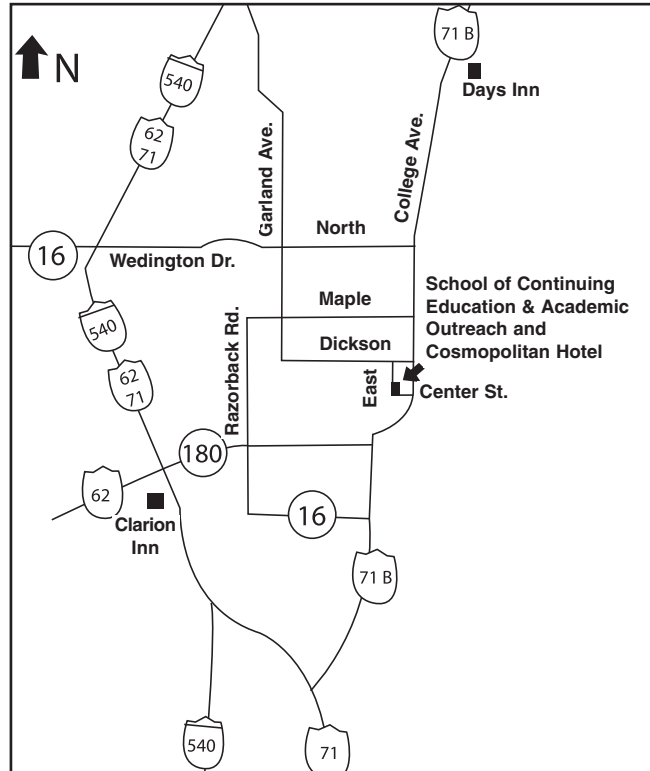 N
71 B
Days Inn
540
62
71
Garland Ave.
College Ave.
16
Wedington Dr.
North
School of Continuing
Education & Academic
Outreach and
Cosmopolitan Hotel
Maple
540
Dickson
62
71
Razorback Rd.
East
Center St.
180
62
Clarion
Inn
16
71 B
540
71